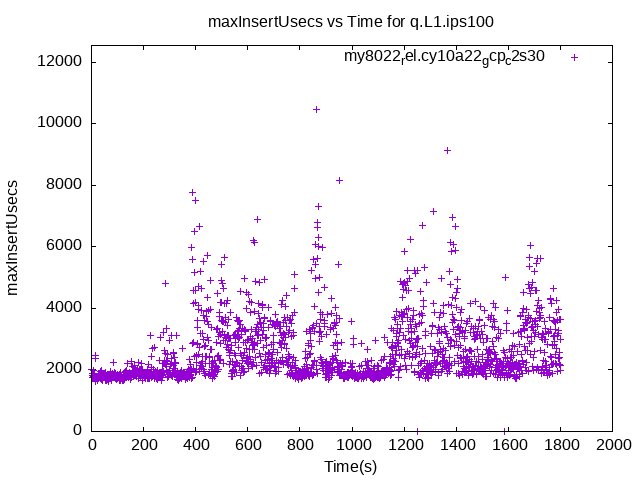 maxInsertUsecs vs Time for q.L1.ips100
my8022rel.cy10a22gcpc2s30
maxInsertUsecs
12000
10000
8000
6000
4000
2000
0
0 200 400 600 800 1000 1200 1400 1600 1800 2000
Time(s)